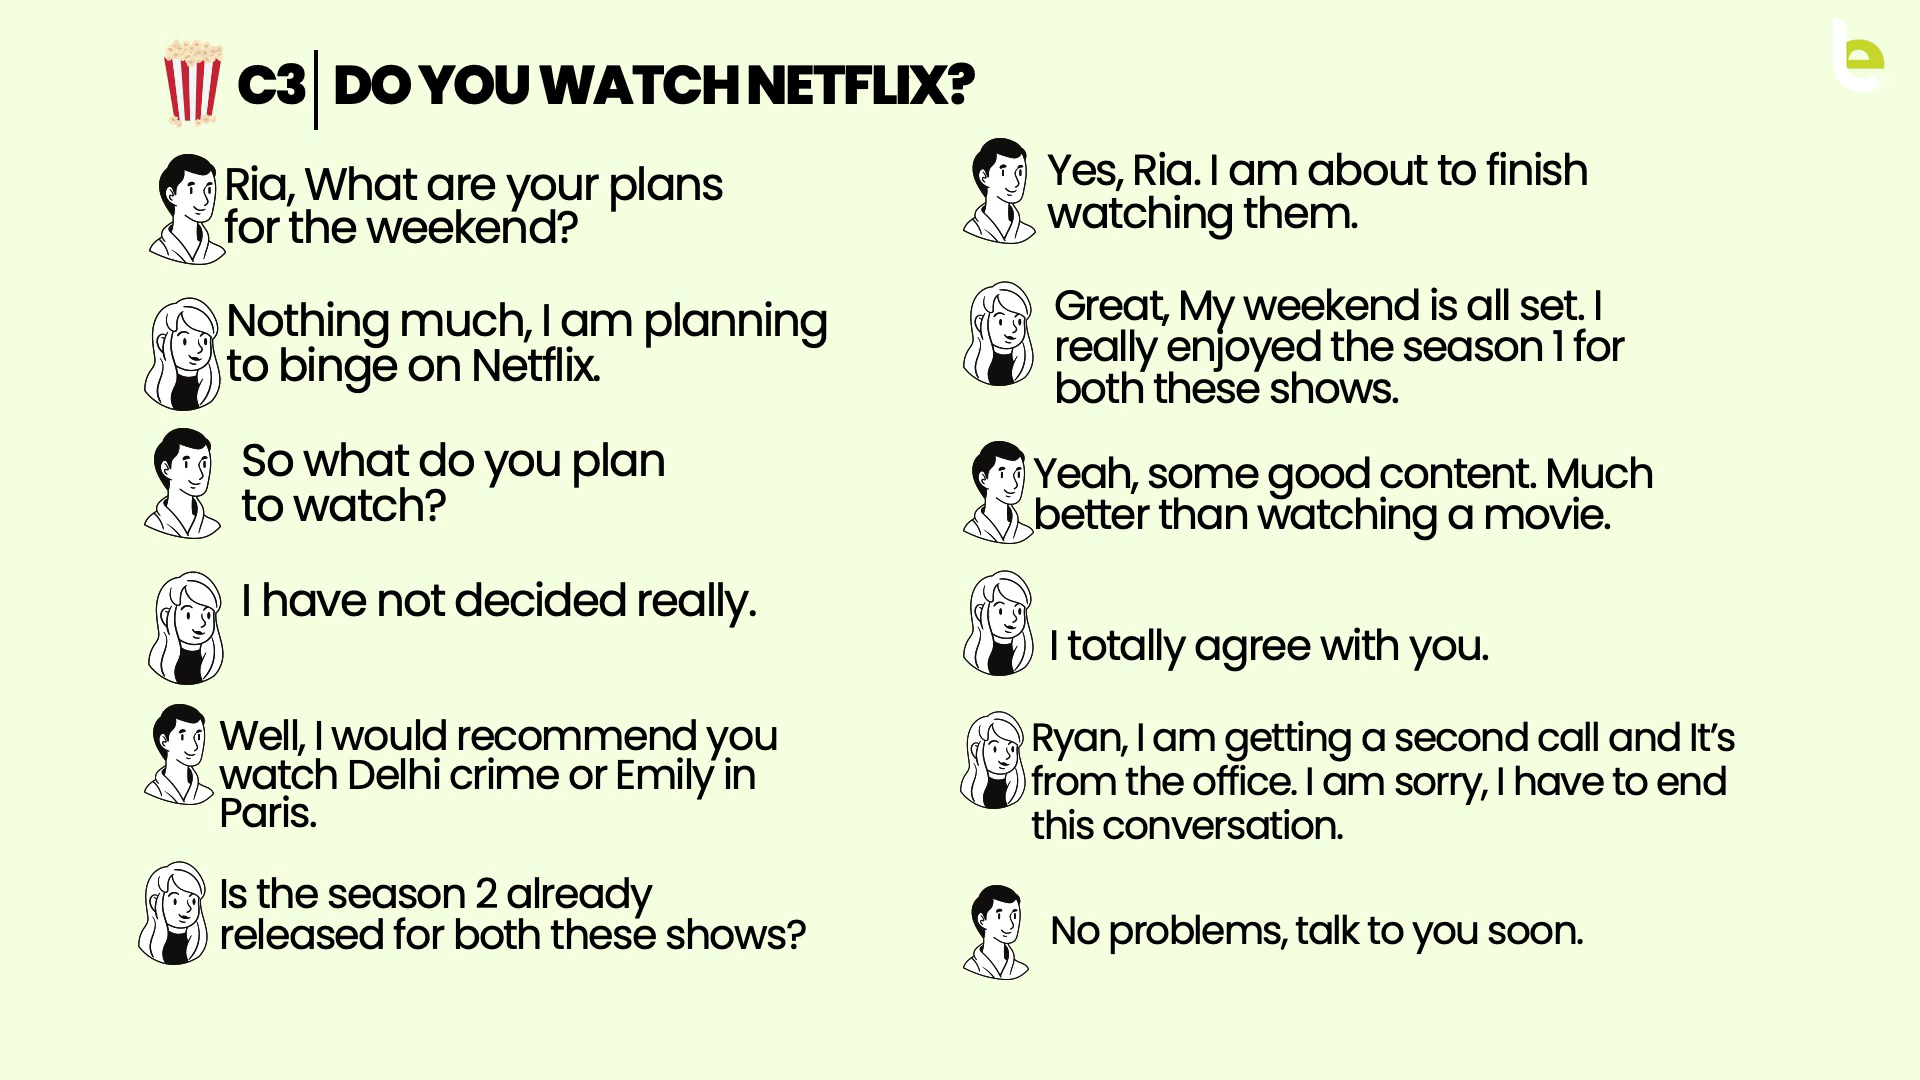 C3 DO YOU WATCH NETFLIX?
Ria, What are your plans
for the weekend?
Nothing much, I am planning
to binge on Netflix.
So what do you plan
to watch?
I have not decided really.
Well, I would recommend you
watch Delhi crime or Emily in
Paris.
Is the season 2 already
released for both these shows?
Yes, Ria. I am about to finish
watching them.
Great, My weekend is all set. I
really enjoyed the season 1 for
both these shows.
Yeah, some good content. Much
better than watching a movie.
I totally agree with you.
Ryan, I am getting a second call and It’s
from the office. I am sorry, I have to end
this conversation.
No problems, talk to you soon.